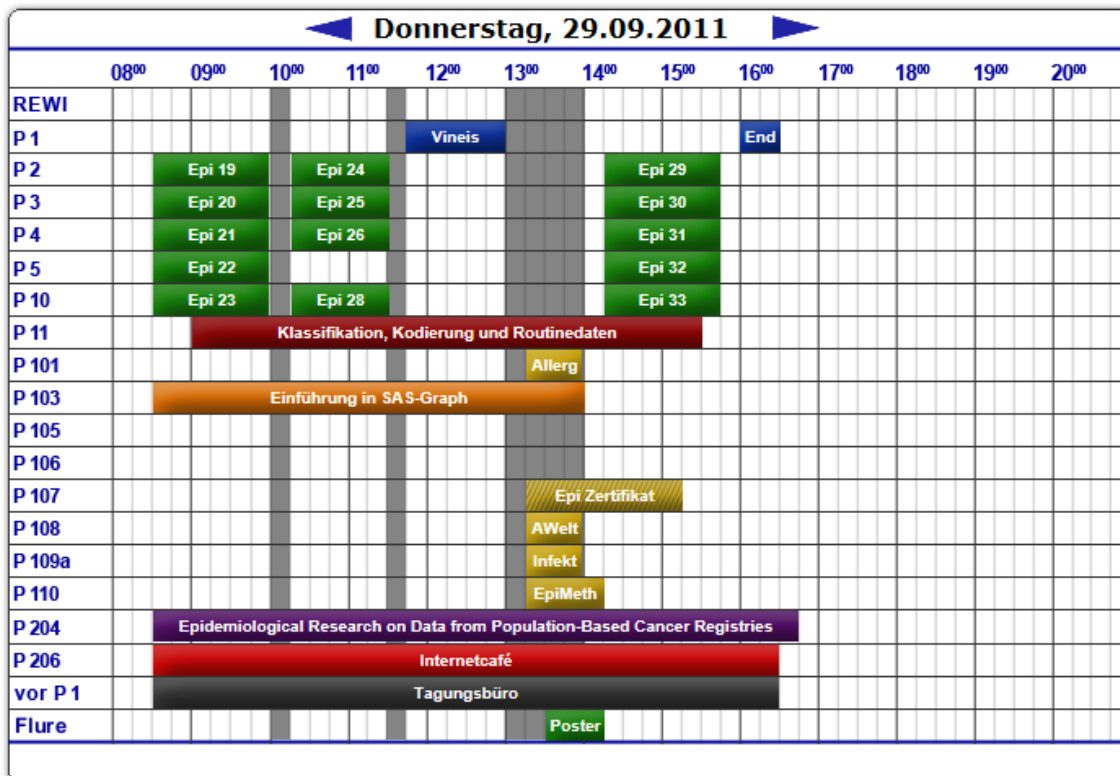 Donnerstag, 29.09.2011
08⁰⁰ 09⁰⁰ 10⁰⁰ 11⁰⁰ 12⁰⁰ 13⁰⁰ 14⁰⁰ 15⁰⁰ 16⁰⁰ 17⁰⁰ 18⁰⁰ 19⁰⁰ 20⁰⁰
REWI
P 1 Vineis End
P 2 Epi 19 Epi 24 Epi 29
P 3 Epi 20 Epi 25 Epi 30
P 4 Epi 21 Epi 26 Epi 31
P 5 Epi 22 Epi 32
P 10 Epi 23 Epi 28 Epi 33
P 11 Klassifikation, Kodierung und Routinedaten
P 101 Allerg
P 103 Einführung in SAS-Graph
P 105
P 106
P 107 Epi Zertifikat
P 108 AWelt
P 109a Infekt
P 110 EpiMeth
P 204 Epidemiological Research on Data from Population-Based Cancer Registries
P 206 Internetcafé
vor P 1 Tagungsbüro
Flure Poster